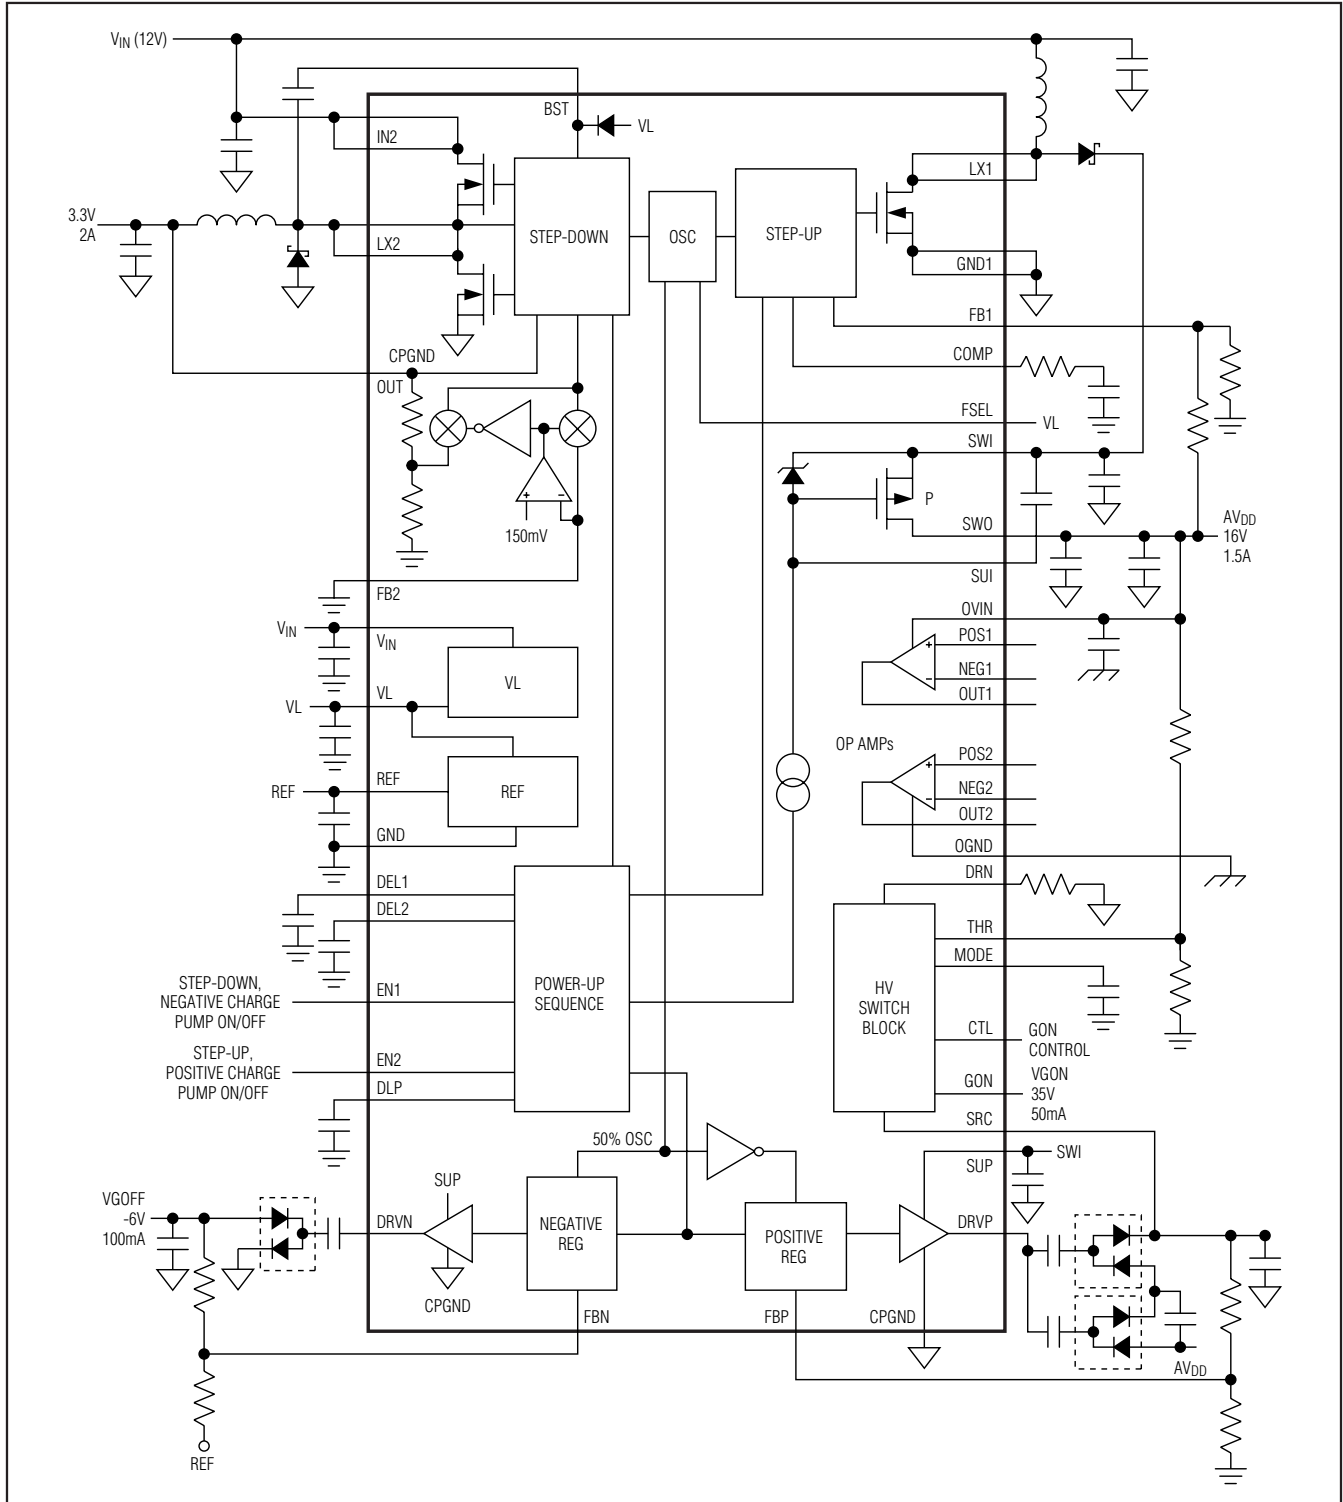 V_IN (12V)
BST
VL
IN2
LX1
3.3V
2A
STEP-DOWN
OSC
STEP-UP
LX2
GND1
FB1
CPGND
COMP
OUT
FSEL
VL
SWI
P
+ −
150mV
SWO
AV_DD
16V
1.5A
SUI
FB2
OVIN
V_IN
V_IN
+
POS1
VL
−
NEG1
VL
VL
OUT1
OP AMPs
+
POS2
REF
REF
REF
−
NEG2
OUT2
GND
OGND
DRN
DEL1
DEL2
THR
MODE
STEP-DOWN,
NEGATIVE CHARGE
PUMP ON/OFF
EN1
POWER-UP
SEQUENCE
HV
SWITCH
BLOCK
CTL
GON
CONTROL
STEP-UP,
POSITIVE CHARGE
PUMP ON/OFF
EN2
DLP
GON
VGON
35V
50mA
SRC
50% OSC
SUP
SWI
SUP
VGOFF
-6V
100mA
DRVN
NEGATIVE
REG
POSITIVE
REG
DRVP
CPGND
FBN
FBP
CPGND
AV_DD
REF